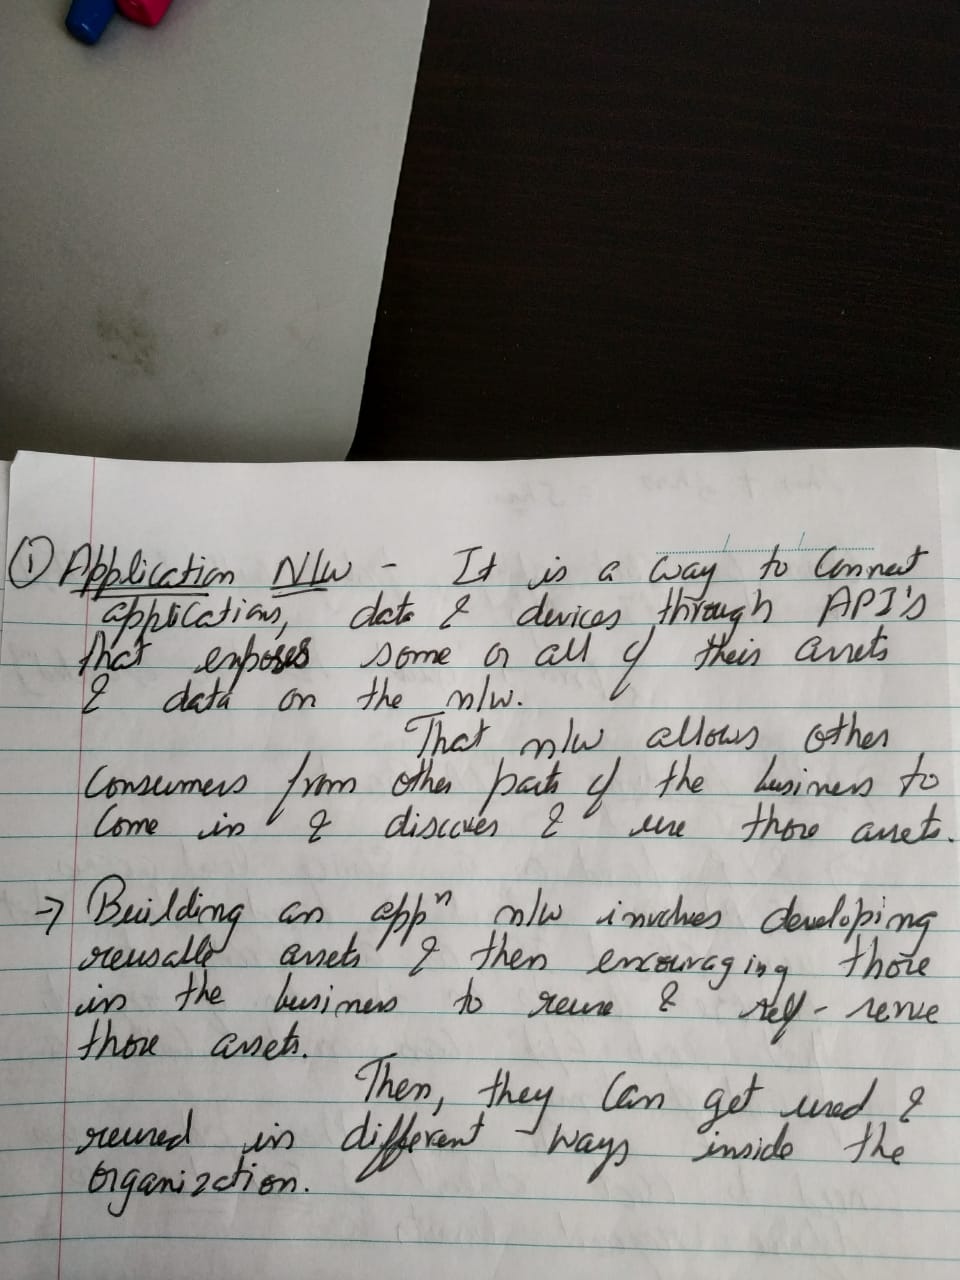 ① Application N/w - It is a way to Connect
applications, data & devices through API's
that exposes some or all of their assets
& data on the n/w.
That n/w allows other
Consumers from other parts of the business to
Come in & discover & use those assets.
→ Building an appⁿ n/w involves developing
reusable assets & then encouraging those
in the business to reuse & self-serve
those assets.
Then, they Can get used &
reused in different ways inside the
organization.